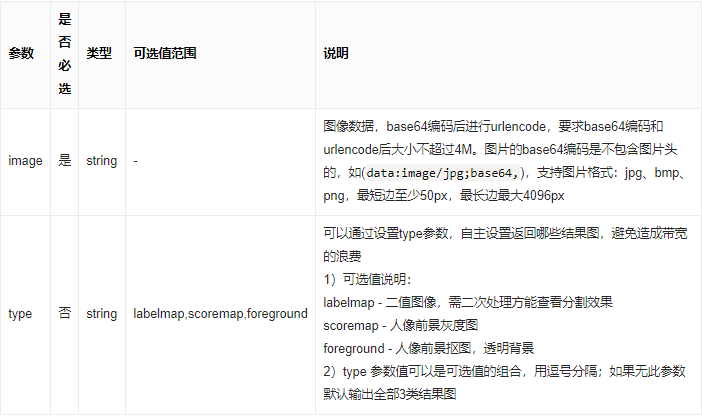 参数
是否必选
类型
可选值范围
说明
image
是
string
-
图像数据，base64编码后进行urlencode，要求base64编码和
urlencode后大小不超过4M。图片的base64编码是不包含图片头
的，如(data:image/jpg;base64,)，支持图片格式：jpg、bmp、
png，最短边至少50px，最长边最大4096px
type
否
string
labelmap,scoremap,foreground
可以通过设置type参数，自主设置返回哪些结果图，避免造成带宽
的浪费
1）可选值说明：
labelmap - 二值图像，需二次处理方能查看分割效果
scoremap - 人像前景灰度图
foreground - 人像前景抠图，透明背景
2）type 参数值可以是可选值的组合，用逗号分隔；如果无此参数
默认输出全部3类结果图